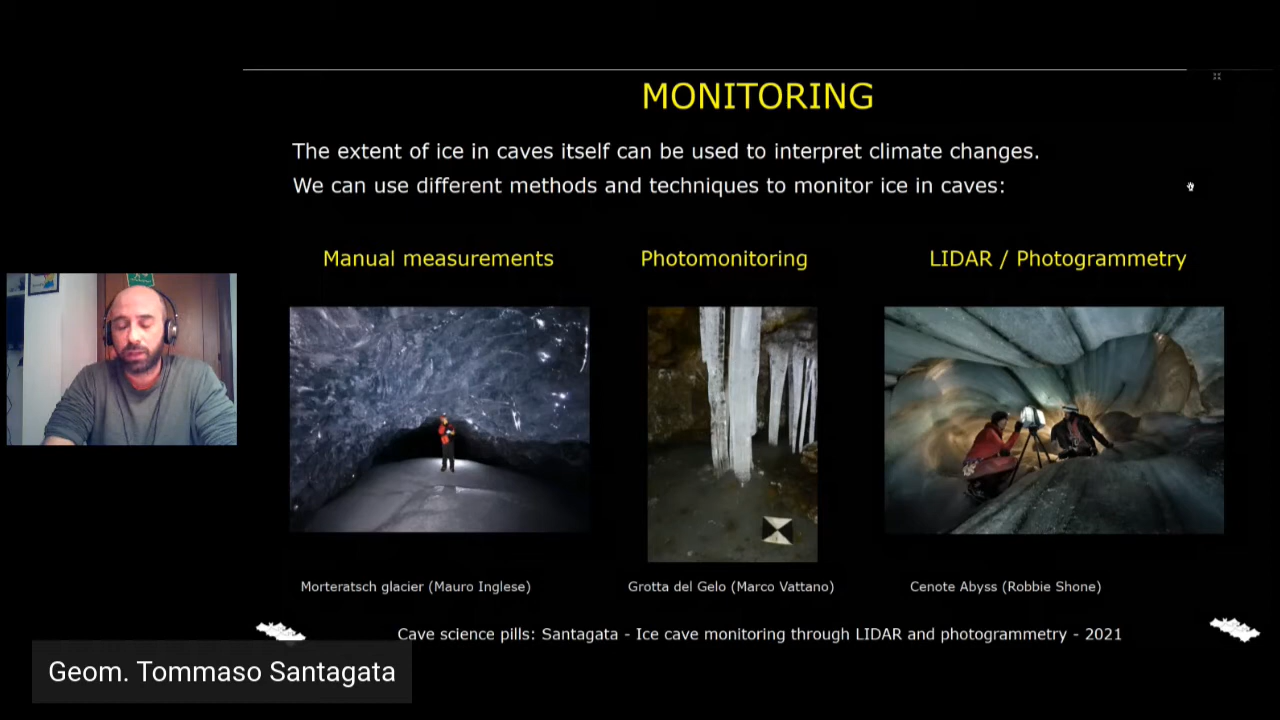 MONITORING
The extent of ice in caves itself can be used to interpret climate changes.
We can use different methods and techniques to monitor ice in caves:
Manual measurements
Photomonitoring
LIDAR / Photogrammetry
Morteratsch glacier (Mauro Inglese)
Grotta del Gelo (Marco Vattano)
Cenote Abyss (Robbie Shone)
Cave science pills: Santagata - Ice cave monitoring through LIDAR and photogrammetry - 2021
Geom. Tommaso Santagata